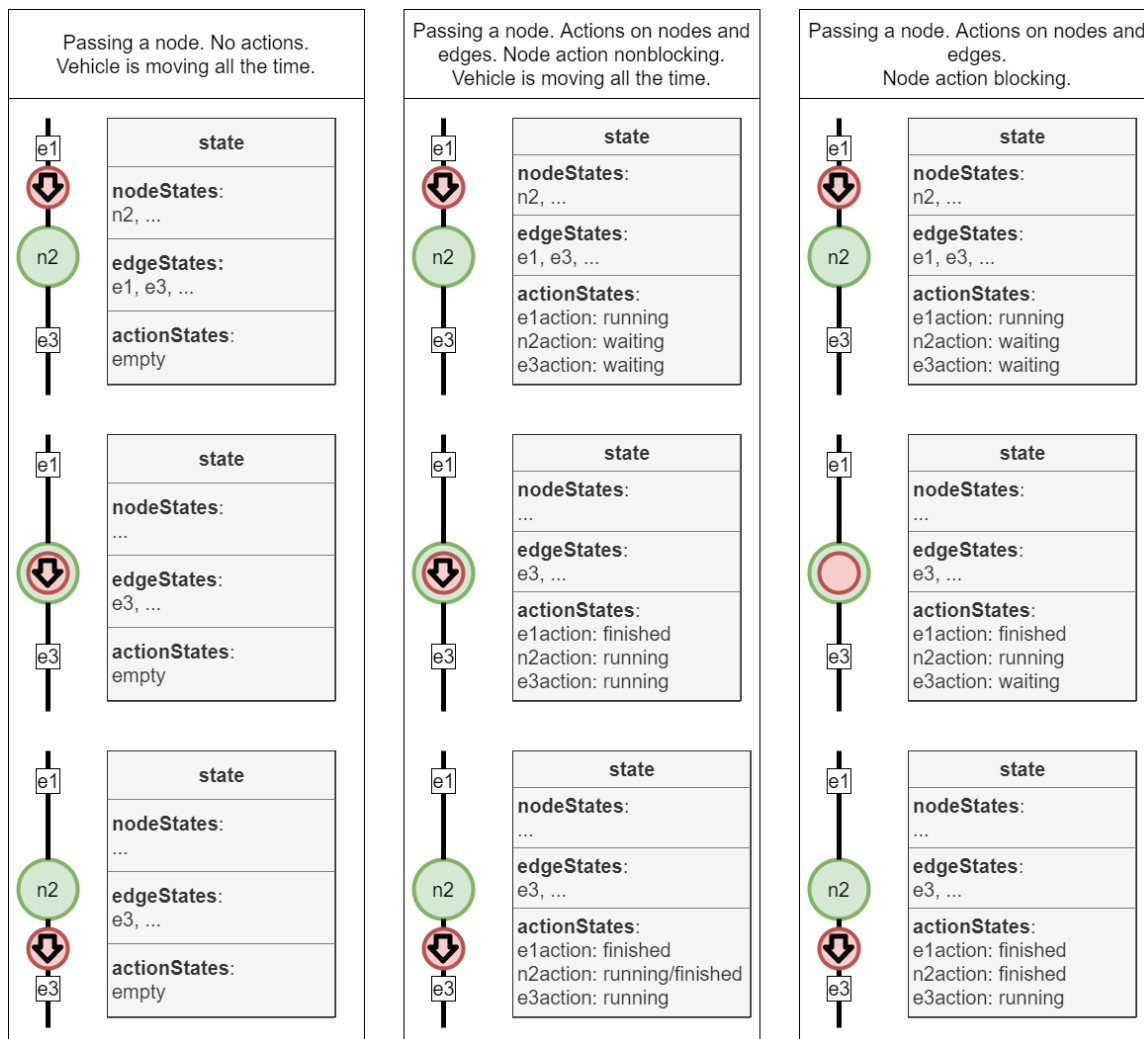 Passing a node. No actions.
Vehicle is moving all the time.
e1
n2
e3
state
nodeStates:
n2, ...
edgeStates:
e1, e3, ...
actionStates:
empty
e1
e3
state
nodeStates:
...
edgeStates:
e3, ...
actionStates:
empty
e1
n2
e3
state
nodeStates:
...
edgeStates:
e3, ...
actionStates:
empty
Passing a node. Actions on nodes and
edges. Node action nonblocking.
Vehicle is moving all the time.
e1
n2
e3
state
nodeStates:
n2, ...
edgeStates:
e1, e3, ...
actionStates:
e1action: running
n2action: waiting
e3action: waiting
e1
e3
state
nodeStates:
...
edgeStates:
e3, ...
actionStates:
e1action: finished
n2action: running
e3action: running
e1
n2
e3
state
nodeStates:
...
edgeStates:
e3, ...
actionStates:
e1action: finished
n2action: running/finished
e3action: running
Passing a node. Actions on nodes and
edges.
Node action blocking.
e1
n2
e3
state
nodeStates:
n2, ...
edgeStates:
e1, e3, ...
actionStates:
e1action: running
n2action: waiting
e3action: waiting
e1
e3
state
nodeStates:
...
edgeStates:
e3, ...
actionStates:
e1action: finished
n2action: running
e3action: waiting
e1
n2
e3
state
nodeStates:
...
edgeStates:
e3, ...
actionStates:
e1action: finished
n2action: finished
e3action: running